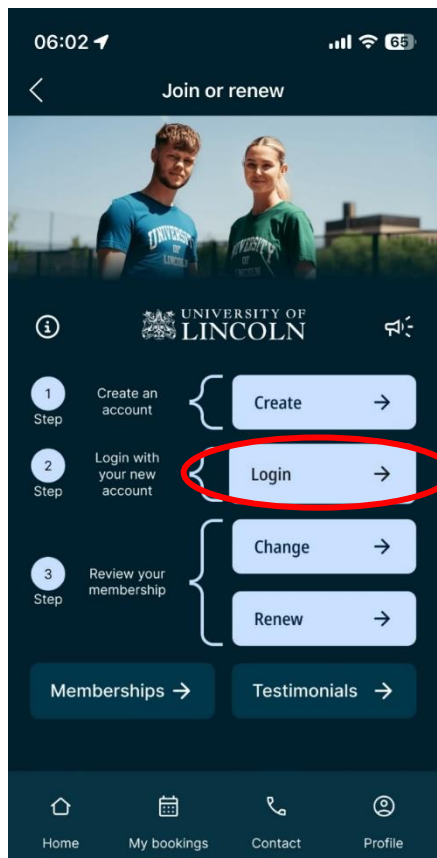 06:02
65
Join or renew
UNIVERSITY OF
LINCOLN
UNIVERSITY
UNIVERSITY OF
LINCOLN
1
Step
Create an
account
Create
2
Step
Login with
your new
account
Login
3
Step
Review your
membership
Change
Renew
Memberships
Testimonials
Home
My bookings
Contact
Profile